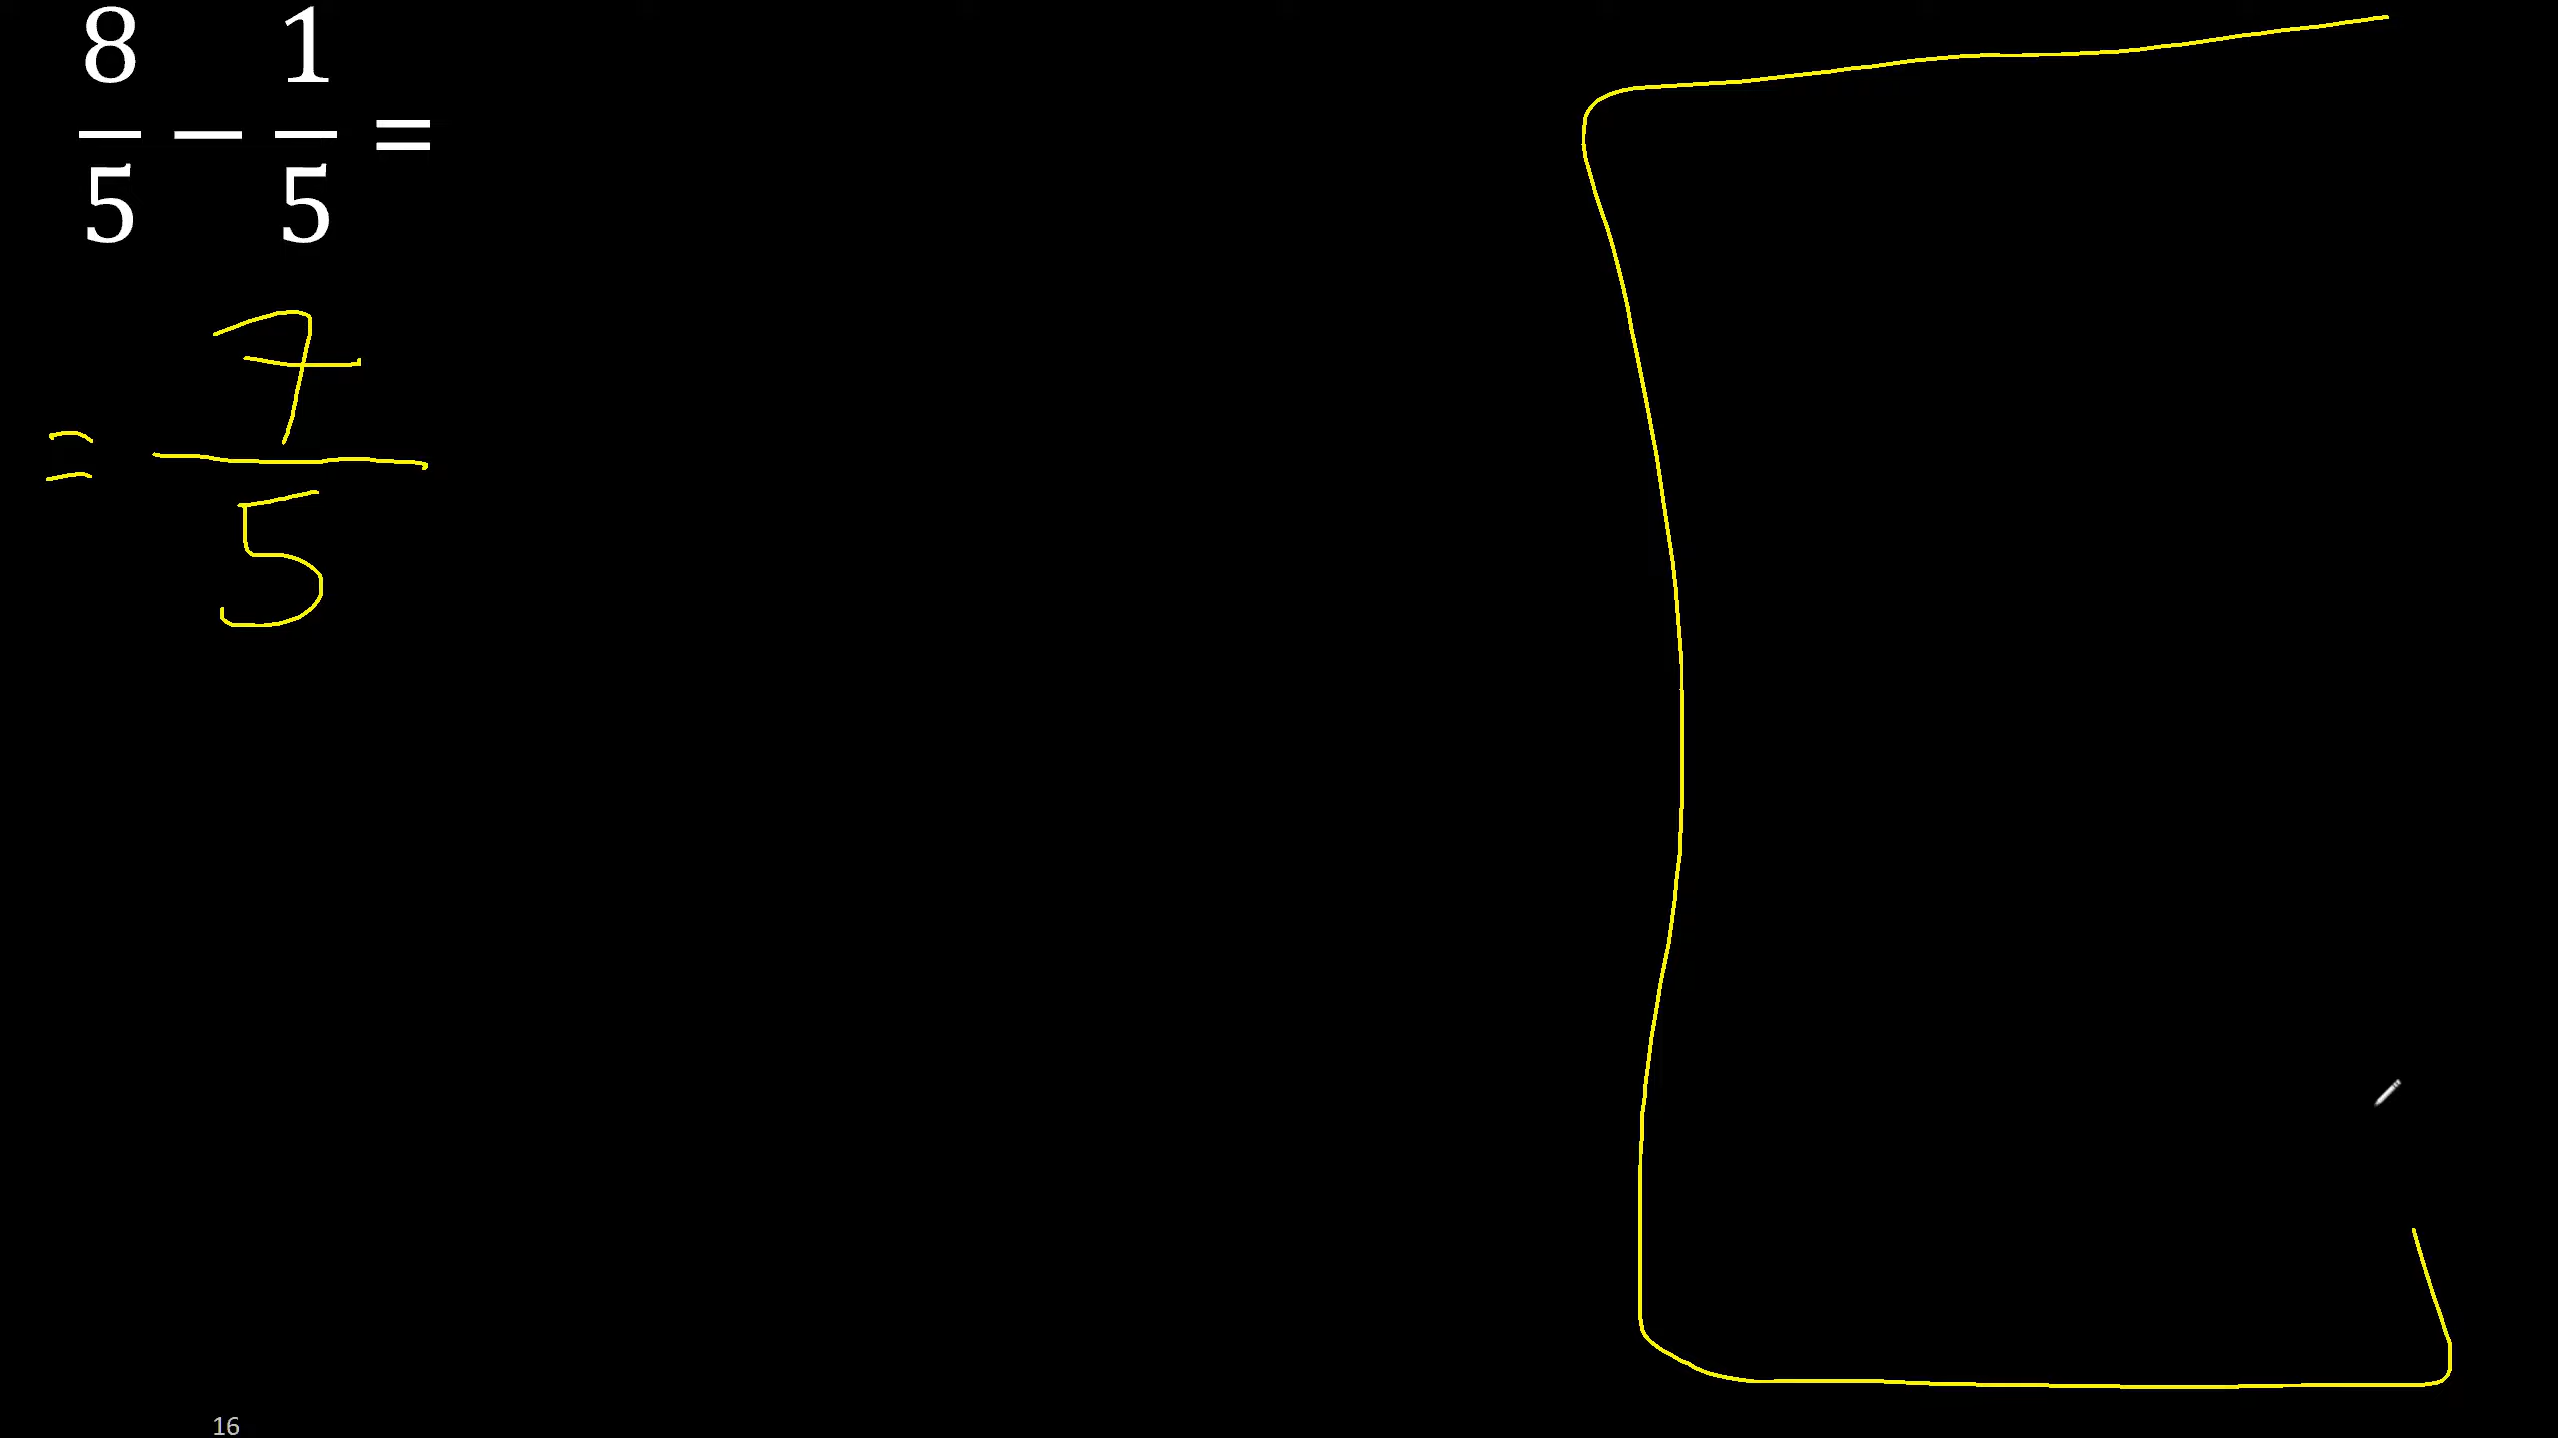 8/5 − 1/5 =
= 7/5
16